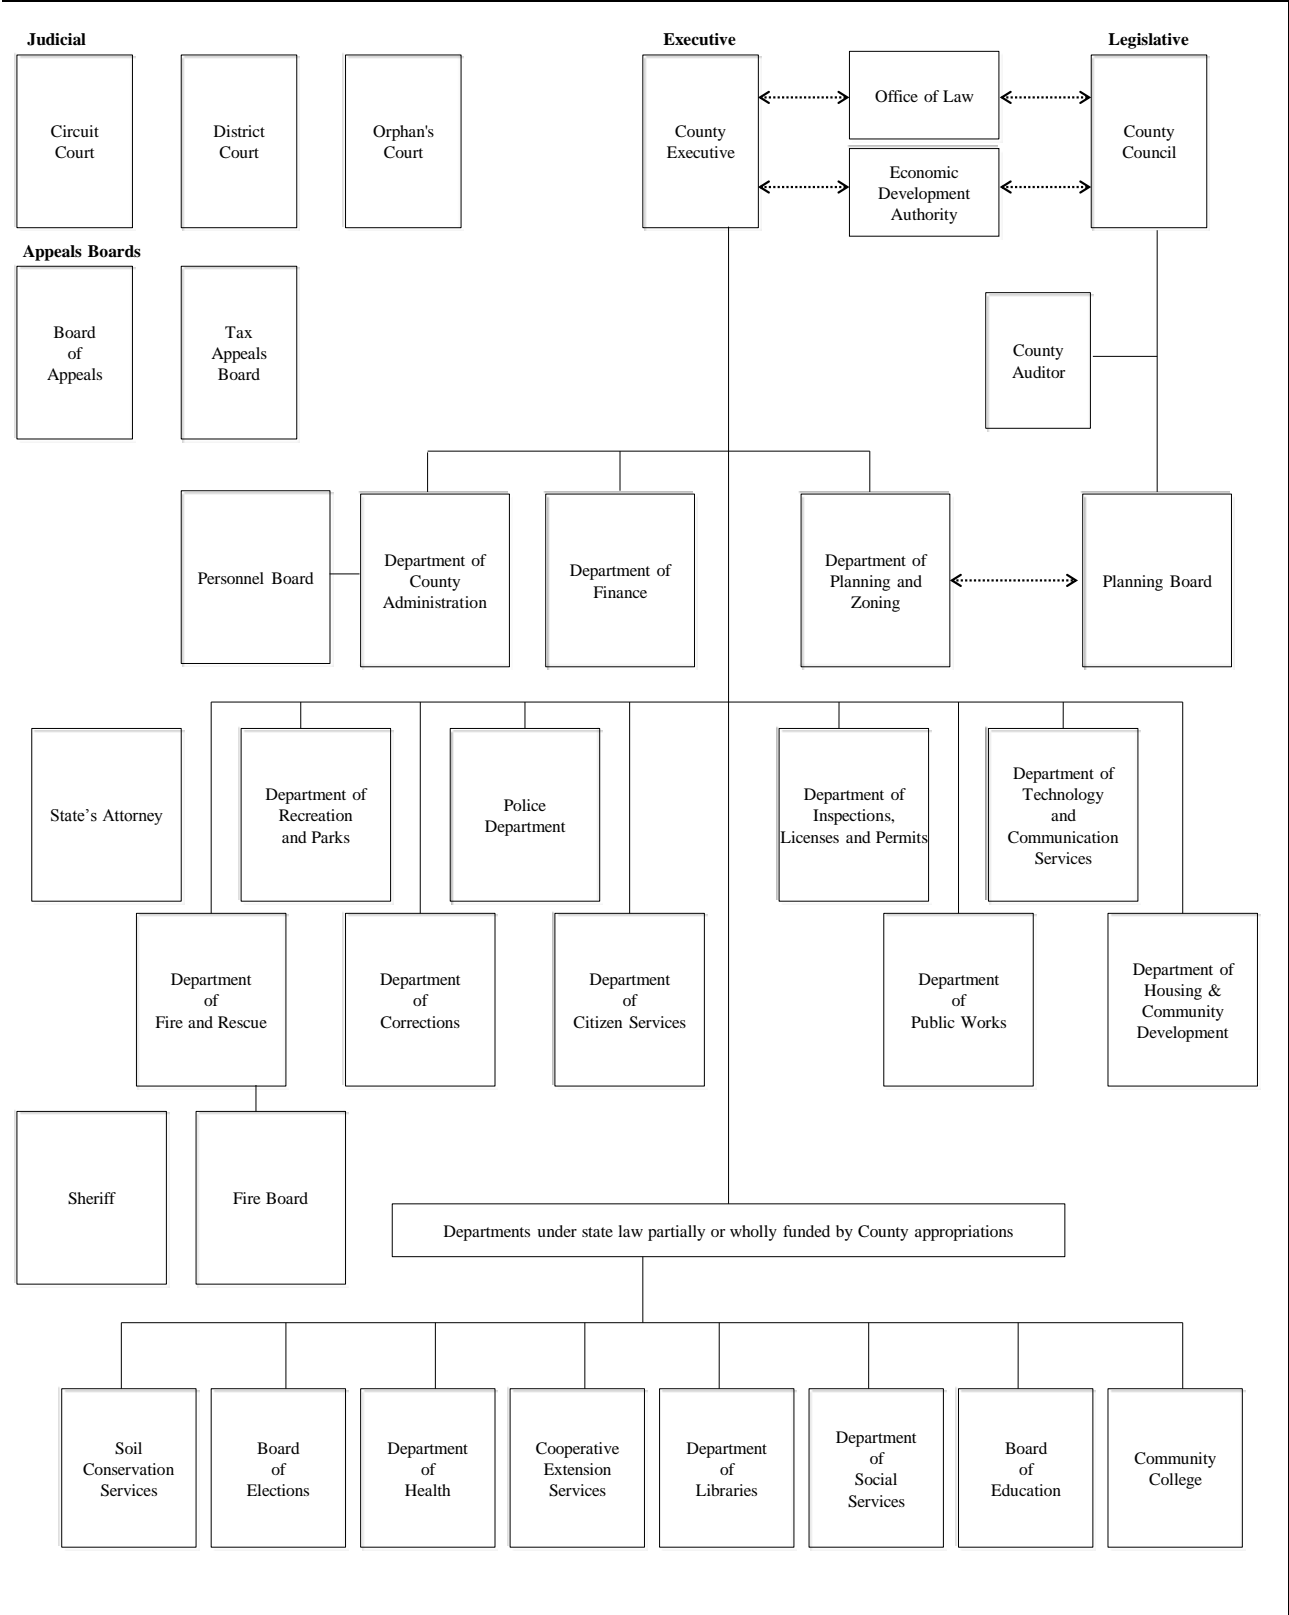 Judicial
Executive
Legislative
Circuit
Court
District
Court
Orphan's
Court
County
Executive
Office of Law
Economic
Development
Authority
County
Council
Appeals Boards
Board
of
Appeals
Tax
Appeals
Board
County
Auditor
Personnel Board
Department of
County
Administration
Department of
Finance
Department of
Planning and
Zoning
Planning Board
State’s Attorney
Department of
Recreation
and Parks
Police
Department
Department of
Inspections,
Licenses and Permits
Department of
Technology
and
Communication
Services
Department
of
Fire and Rescue
Department
of
Corrections
Department
of
Citizen Services
Department
of
Public Works
Department of
Housing &
Community
Development
Sheriff
Fire Board
Departments under state law partially or wholly funded by County appropriations
Soil
Conservation
Services
Board
of
Elections
Department
of
Health
Cooperative
Extension
Services
Department
of
Libraries
Department
of
Social
Services
Board
of
Education
Community
College